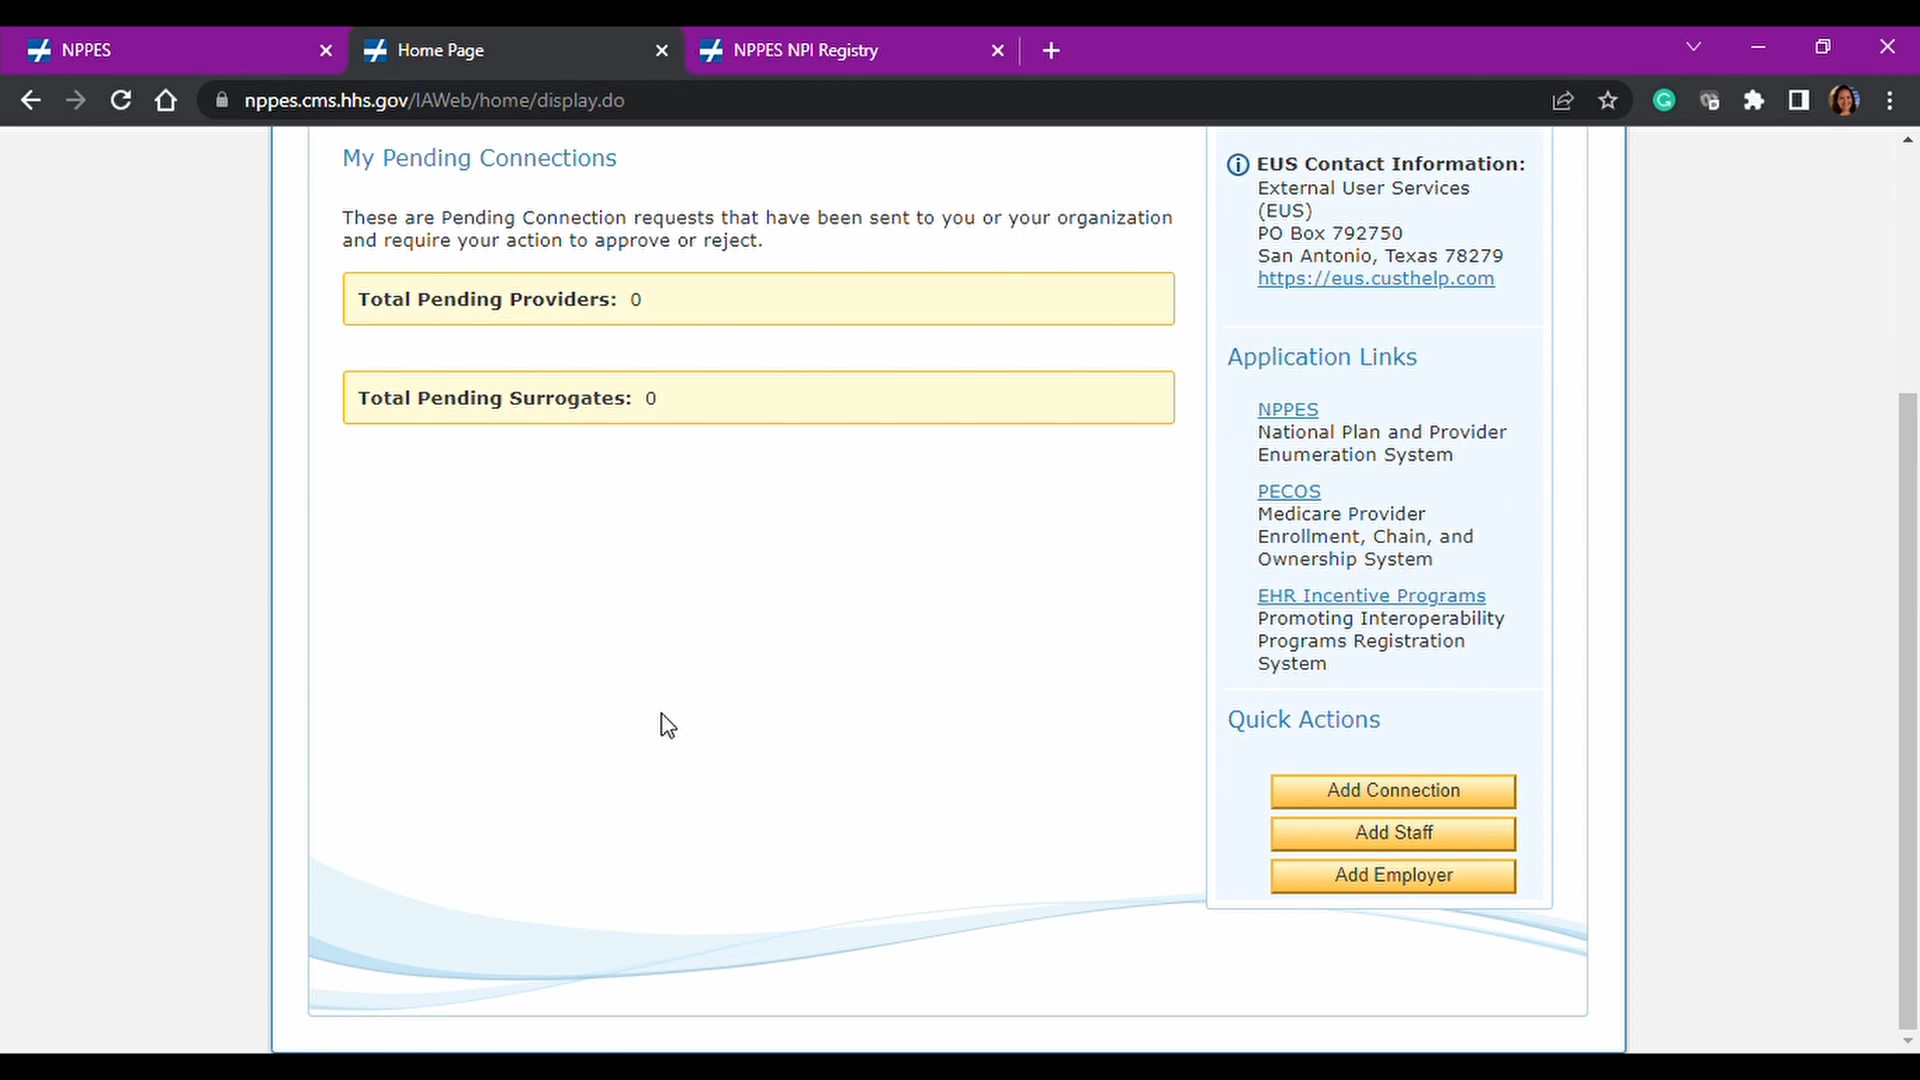 NPPES
Home Page
NPPES NPI Registry
nppes.cms.hhs.gov/IAWeb/home/display.do
My Pending Connections
These are Pending Connection requests that have been sent to you or your organization
and require your action to approve or reject.
Total Pending Providers: 0
Total Pending Surrogates: 0
EUS Contact Information:
External User Services
(EUS)
PO Box 792750
San Antonio, Texas 78279
https://eus.custhelp.com
Application Links
NPPES
National Plan and Provider
Enumeration System
PECOS
Medicare Provider
Enrollment, Chain, and
Ownership System
EHR Incentive Programs
Promoting Interoperability
Programs Registration
System
Quick Actions
Add Connection
Add Staff
Add Employer